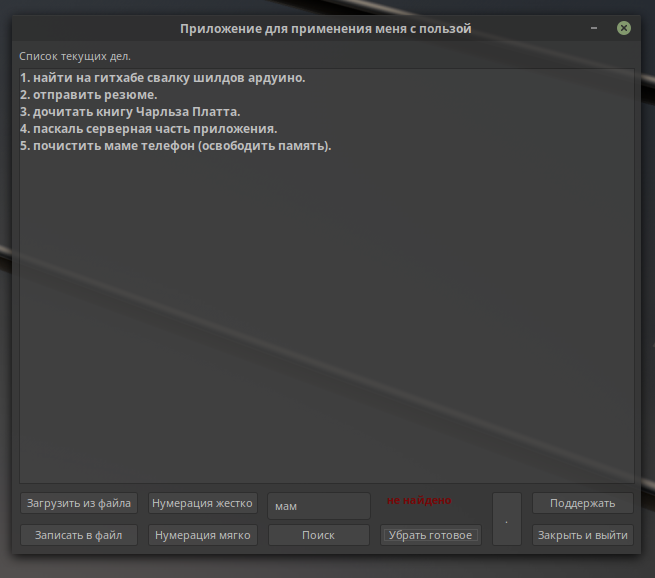 Приложение для применения меня с пользой
Список текущих дел.
1. найти на гитхабе свалку шилдов ардуино.
2. отправить резюме.
3. дочитать книгу Чарльза Платта.
4. паскаль серверная часть приложения.
5. почистить маме телефон (освободить память).
Загрузить из файла
Нумерация жестко
мам
не найдено
.
Поддержать
Записать в файл
Нумерация мягко
Поиск
Убрать готовое
Закрыть и выйти